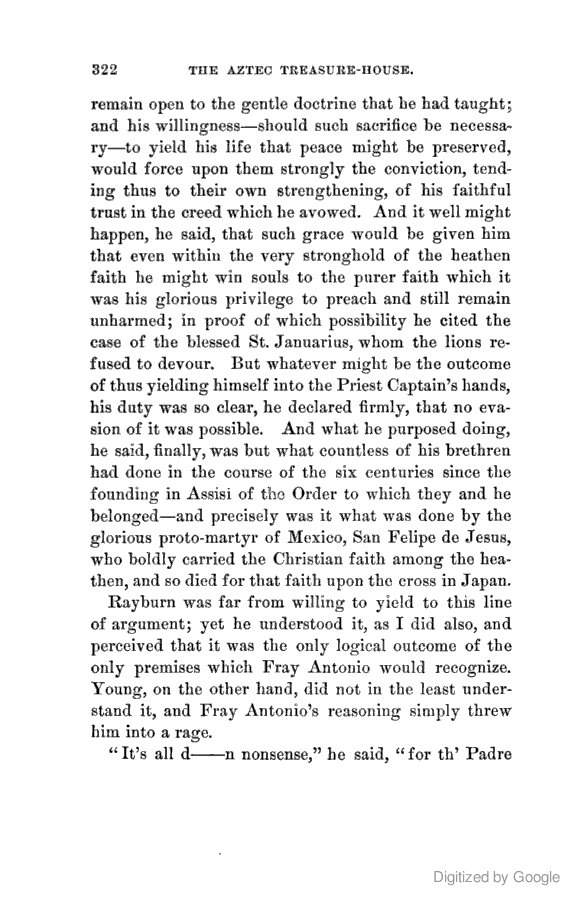 322 THE AZTEC TREASURE-HOUSE.
remain open to the gentle doctrine that he had taught;
and his willingness—should such sacrifice be necessa-
ry—to yield his life that peace might be preserved,
would force upon them strongly the conviction, tend-
ing thus to their own strengthening, of his faithful
trust in the creed which he avowed. And it well might
happen, he said, that such grace would be given him
that even within the very stronghold of the heathen
faith he might win souls to the purer faith which it
was his glorious privilege to preach and still remain
unharmed; in proof of which possibility he cited the
case of the blessed St. Januarius, whom the lions re-
fused to devour. But whatever might be the outcome
of thus yielding himself into the Priest Captain's hands,
his duty was so clear, he declared firmly, that no eva-
sion of it was possible. And what he purposed doing,
he said, finally, was but what countless of his brethren
had done in the course of the six centuries since the
founding in Assisi of the Order to which they and he
belonged—and precisely was it what was done by the
glorious proto-martyr of Mexico, San Felipe de Jesus,
who boldly carried the Christian faith among the hea-
then, and so died for that faith upon the cross in Japan.
Rayburn was far from willing to yield to this line
of argument; yet he understood it, as I did also, and
perceived that it was the only logical outcome of the
only premises which Fray Antonio would recognize.
Young, on the other hand, did not in the least under-
stand it, and Fray Antonio's reasoning simply threw
him into a rage.
"It's all d——n nonsense," he said, "for th' Padre
Digitized by Google